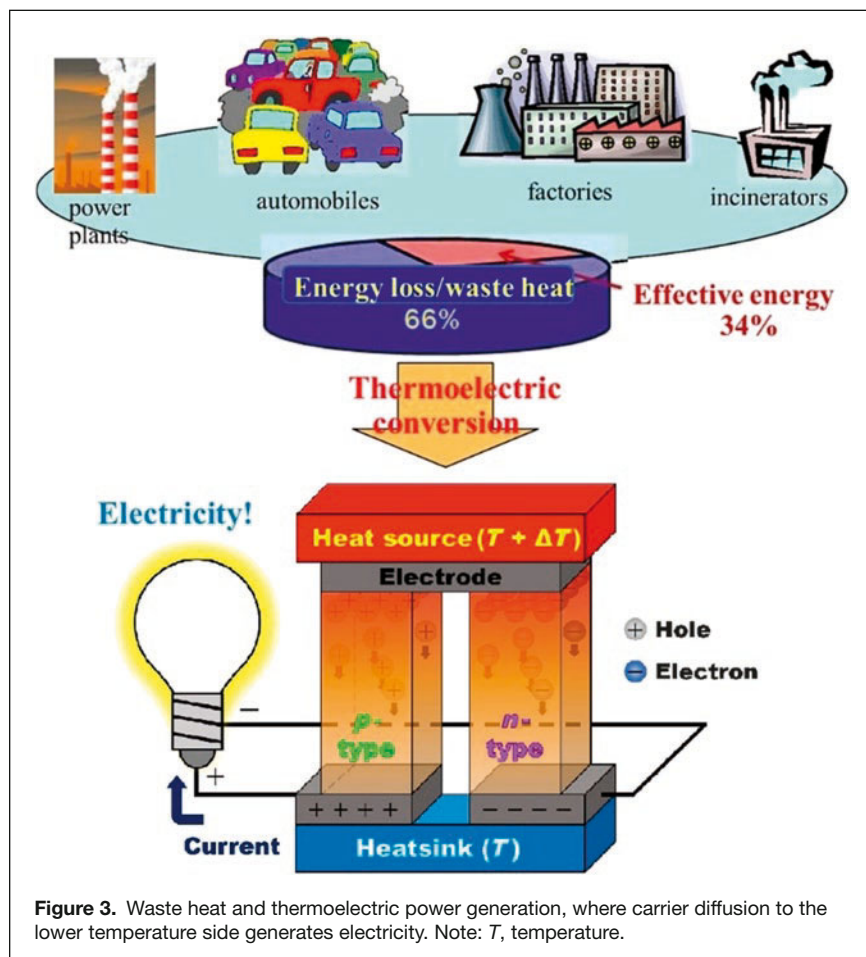 power
plants
automobiles
factories
incinerators
Energy loss/waste heat
66%
Effective energy
34%
Thermoelectric
conversion
Electricity!
Heat source (T + ΔT)
Electrode
+ Hole
− Electron
−
p-
type
n-
type
+
+ + + +
− − − −
Current
Heatsink (T)
Figure 3. Waste heat and thermoelectric power generation, where carrier diffusion to the
lower temperature side generates electricity. Note: T, temperature.